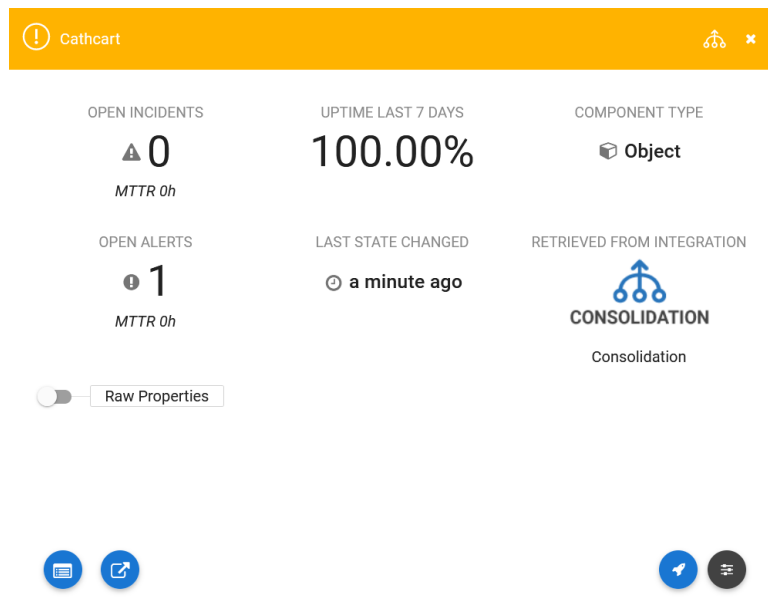 Cathcart
OPEN INCIDENTS
0
MTTR 0h
UPTIME LAST 7 DAYS
100.00%
COMPONENT TYPE
Object
OPEN ALERTS
1
MTTR 0h
LAST STATE CHANGED
a minute ago
RETRIEVED FROM INTEGRATION
CONSOLIDATION
Consolidation
Raw Properties